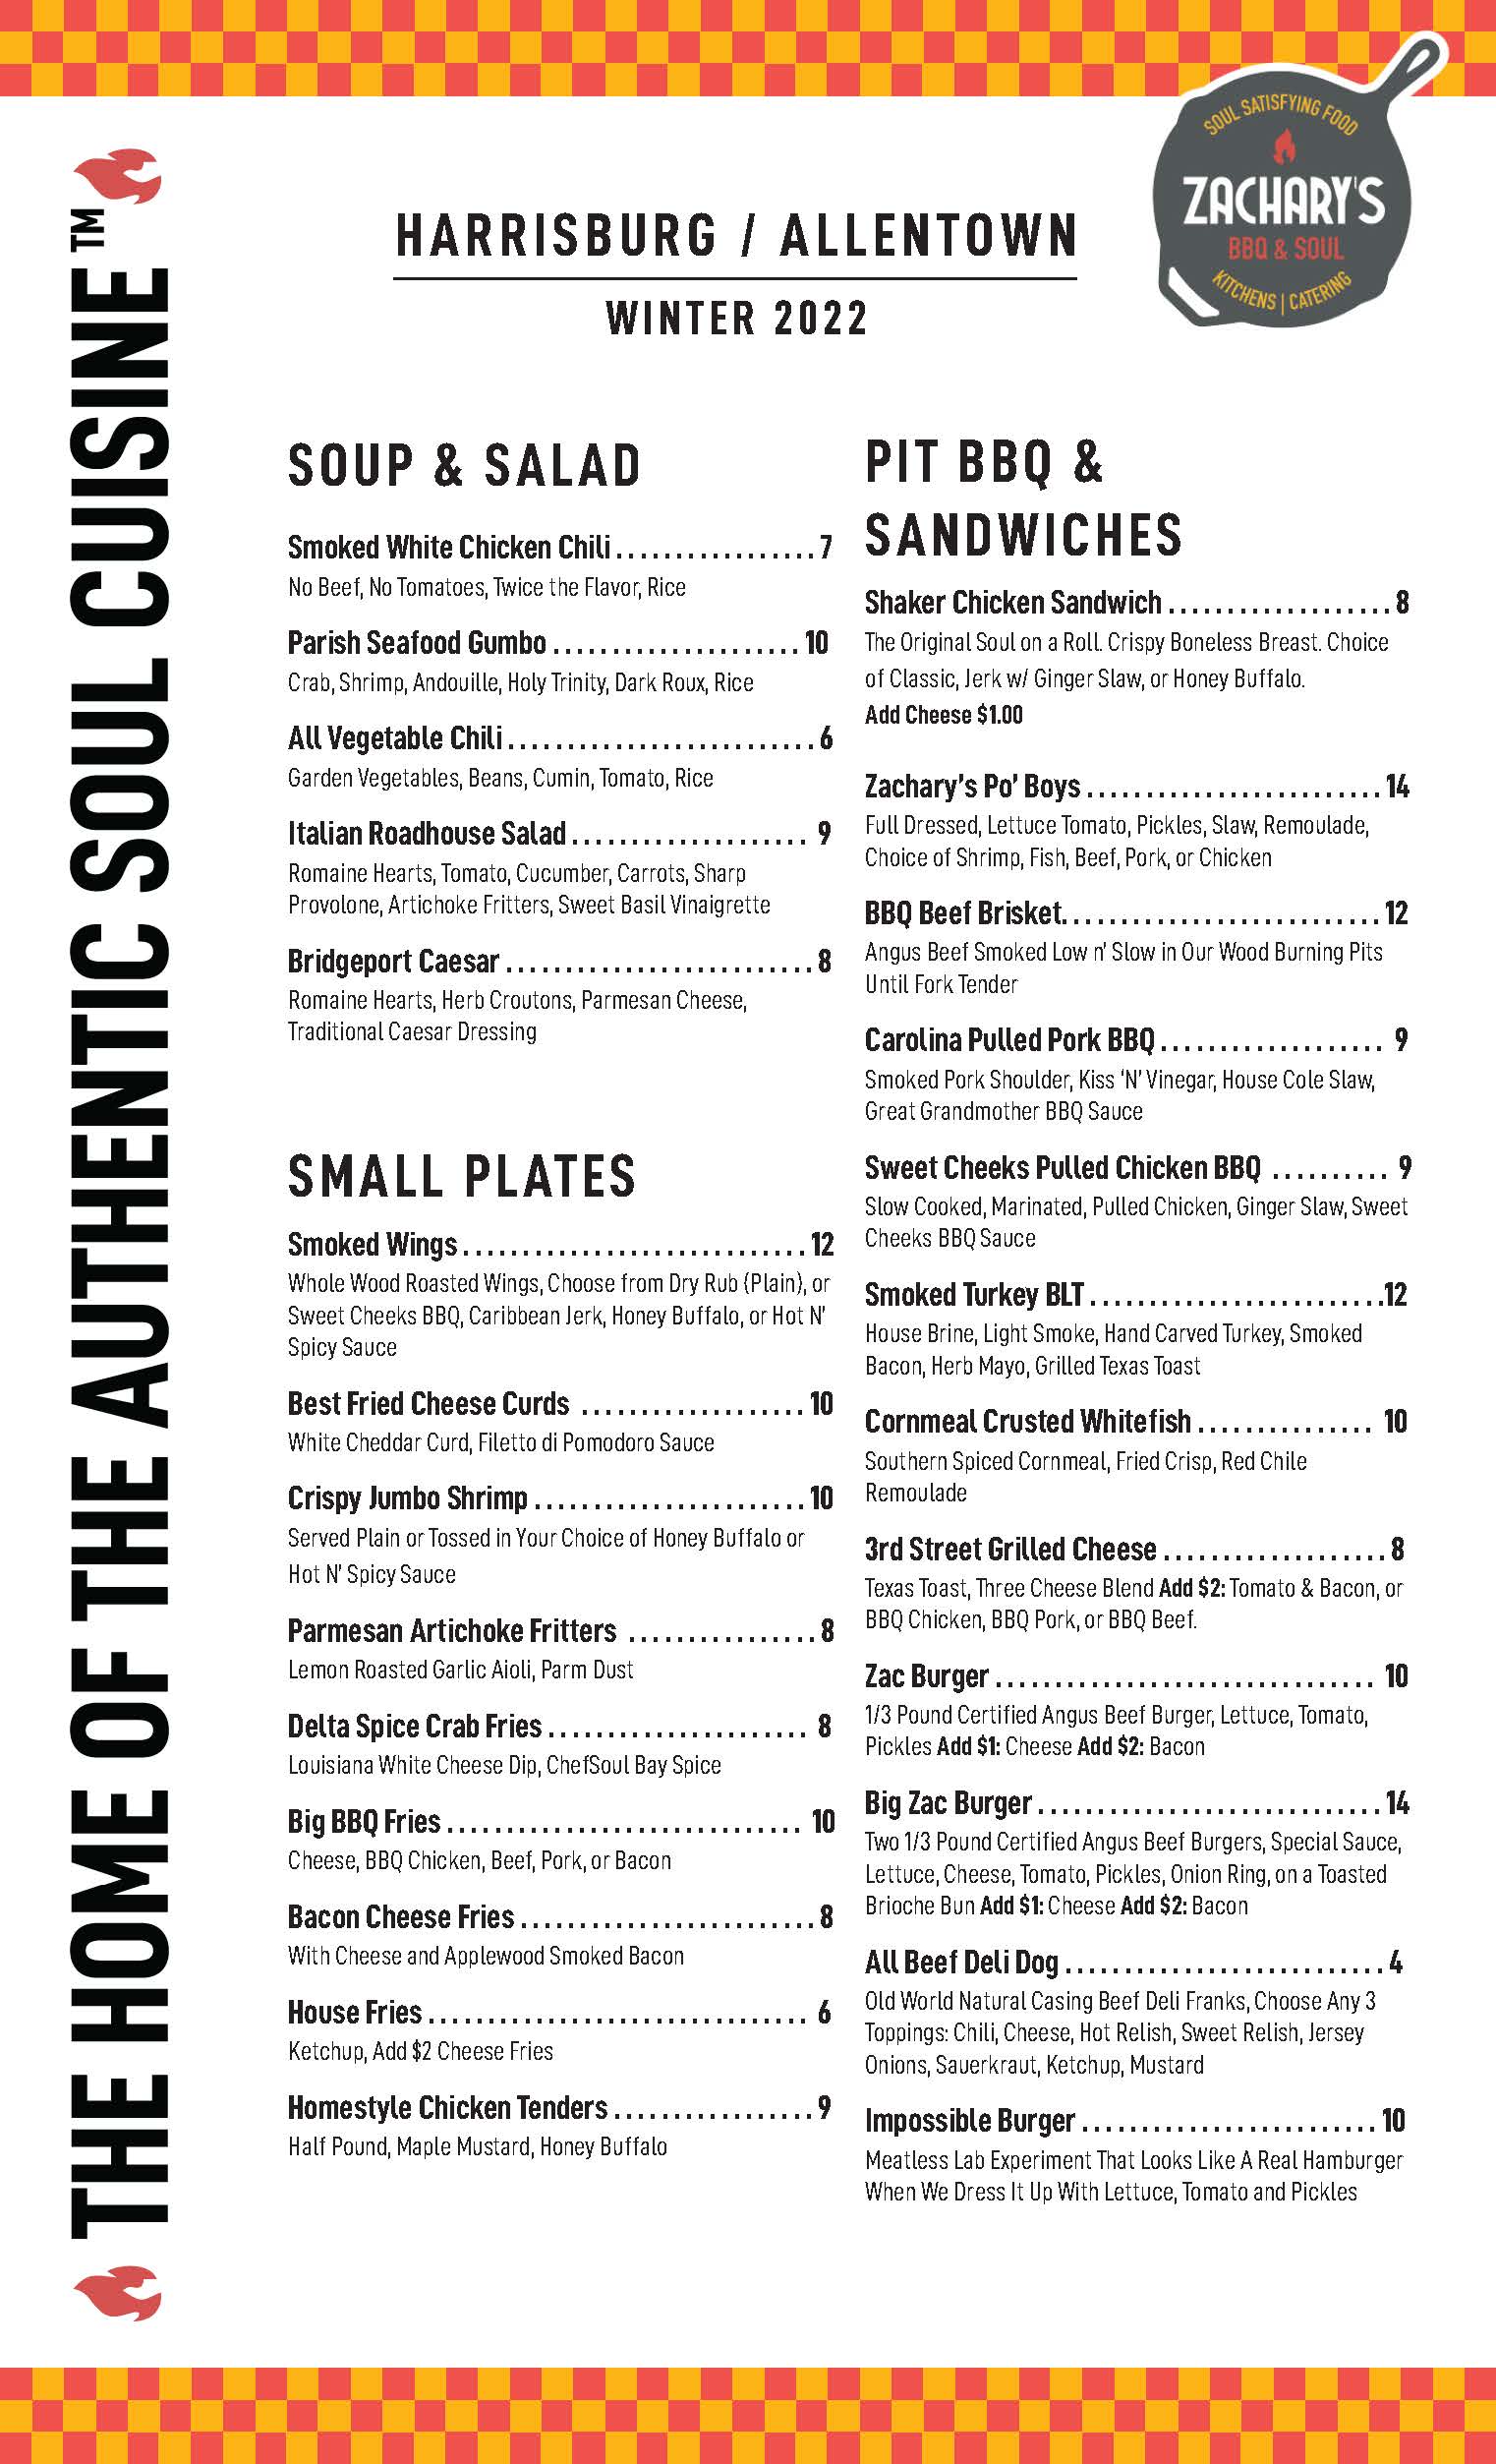 SOUL SATISFYING FOOD
ZACHARY'S
BBQ & SOUL
KITCHENS | CATERING
THE HOME OF THE AUTHENTIC SOUL CUISINE™
HARRISBURG / ALLENTOWN
WINTER 2022
SOUP & SALAD
Smoked White Chicken Chili.................7
No Beef, No Tomatoes, Twice the Flavor, Rice
Parish Seafood Gumbo.....................10
Crab, Shrimp, Andouille, Holy Trinity, Dark Roux, Rice
All Vegetable Chili..........................6
Garden Vegetables, Beans, Cumin, Tomato, Rice
Italian Roadhouse Salad.................... 9
Romaine Hearts, Tomato, Cucumber, Carrots, Sharp
Provolone, Artichoke Fritters, Sweet Basil Vinaigrette
Bridgeport Caesar..........................8
Romaine Hearts, Herb Croutons, Parmesan Cheese,
Traditional Caesar Dressing
SMALL PLATES
Smoked Wings.............................12
Whole Wood Roasted Wings, Choose from Dry Rub (Plain), or
Sweet Cheeks BBQ, Caribbean Jerk, Honey Buffalo, or Hot N’
Spicy Sauce
Best Fried Cheese Curds ...................10
White Cheddar Curd, Filetto di Pomodoro Sauce
Crispy Jumbo Shrimp.......................10
Served Plain or Tossed in Your Choice of Honey Buffalo or
Hot N’ Spicy Sauce
Parmesan Artichoke Fritters ................8
Lemon Roasted Garlic Aioli, Parm Dust
Delta Spice Crab Fries...................... 8
Louisiana White Cheese Dip, ChefSoul Bay Spice
Big BBQ Fries.............................. 10
Cheese, BBQ Chicken, Beef, Pork, or Bacon
Bacon Cheese Fries.........................8
With Cheese and Applewood Smoked Bacon
House Fries................................ 6
Ketchup, Add $2 Cheese Fries
Homestyle Chicken Tenders.................9
Half Pound, Maple Mustard, Honey Buffalo
PIT BBQ &
SANDWICHES
Shaker Chicken Sandwich...................8
The Original Soul on a Roll. Crispy Boneless Breast. Choice
of Classic, Jerk w/ Ginger Slaw, or Honey Buffalo.
Add Cheese $1.00
Zachary’s Po’ Boys.........................14
Full Dressed, Lettuce Tomato, Pickles, Slaw, Remoulade,
Choice of Shrimp, Fish, Beef, Pork, or Chicken
BBQ Beef Brisket...........................12
Angus Beef Smoked Low n’ Slow in Our Wood Burning Pits
Until Fork Tender
Carolina Pulled Pork BBQ................... 9
Smoked Pork Shoulder, Kiss ‘N’ Vinegar, House Cole Slaw,
Great Grandmother BBQ Sauce
Sweet Cheeks Pulled Chicken BBQ .......... 9
Slow Cooked, Marinated, Pulled Chicken, Ginger Slaw, Sweet
Cheeks BBQ Sauce
Smoked Turkey BLT.........................12
House Brine, Light Smoke, Hand Carved Turkey, Smoked
Bacon, Herb Mayo, Grilled Texas Toast
Cornmeal Crusted Whitefish............... 10
Southern Spiced Cornmeal, Fried Crisp, Red Chile
Remoulade
3rd Street Grilled Cheese...................8
Texas Toast, Three Cheese Blend Add $2: Tomato & Bacon, or
BBQ Chicken, BBQ Pork, or BBQ Beef.
Zac Burger................................ 10
1/3 Pound Certified Angus Beef Burger, Lettuce, Tomato,
Pickles Add $1: Cheese Add $2: Bacon
Big Zac Burger.............................14
Two 1/3 Pound Certified Angus Beef Burgers, Special Sauce,
Lettuce, Cheese, Tomato, Pickles, Onion Ring, on a Toasted
Brioche Bun Add $1: Cheese Add $2: Bacon
All Beef Deli Dog...........................4
Old World Natural Casing Beef Deli Franks, Choose Any 3
Toppings: Chili, Cheese, Hot Relish, Sweet Relish, Jersey
Onions, Sauerkraut, Ketchup, Mustard
Impossible Burger.........................10
Meatless Lab Experiment That Looks Like A Real Hamburger
When We Dress It Up With Lettuce, Tomato and Pickles